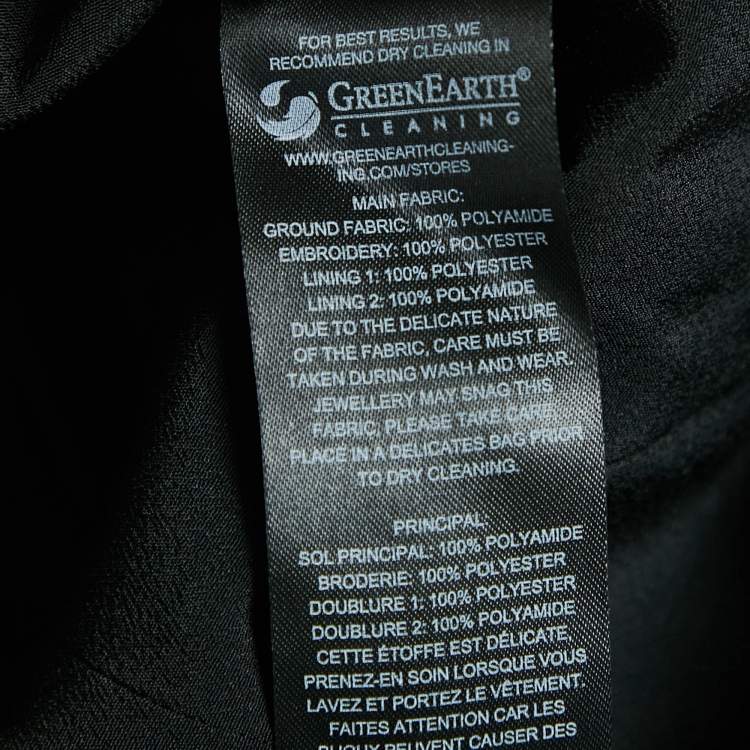 FOR BEST RESULTS, WE
RECOMMEND DRY CLEANING IN
GREENEARTH®
CLEANING
WWW.GREENEARTHCLEANING-
ING.COM/STORES
MAIN FABRIC:
GROUND FABRIC: 100% POLYAMIDE
EMBROIDERY: 100% POLYESTER
LINING 1: 100% POLYESTER
LINING 2: 100% POLYAMIDE
DUE TO THE DELICATE NATURE
OF THE FABRIC, CARE MUST BE
TAKEN DURING WASH AND WEAR.
JEWELLERY MAY SNAG THIS
FABRIC, PLEASE TAKE CARE
PLACE IN A DELICATES BAG PRIOR
TO DRY CLEANING.
PRINCIPAL:
SOL PRINCIPAL: 100% POLYAMIDE
BRODERIE: 100% POLYESTER
DOUBLURE 1: 100% POLYESTER
DOUBLURE 2: 100% POLYAMIDE
CETTE ÉTOFFE EST DÉLICATE,
PRENEZ-EN SOIN LORSQUE VOUS
LAVEZ ET PORTEZ LE VÊTEMENT.
FAITES ATTENTION CAR LES
BIJOUX PEUVENT CAUSER DES